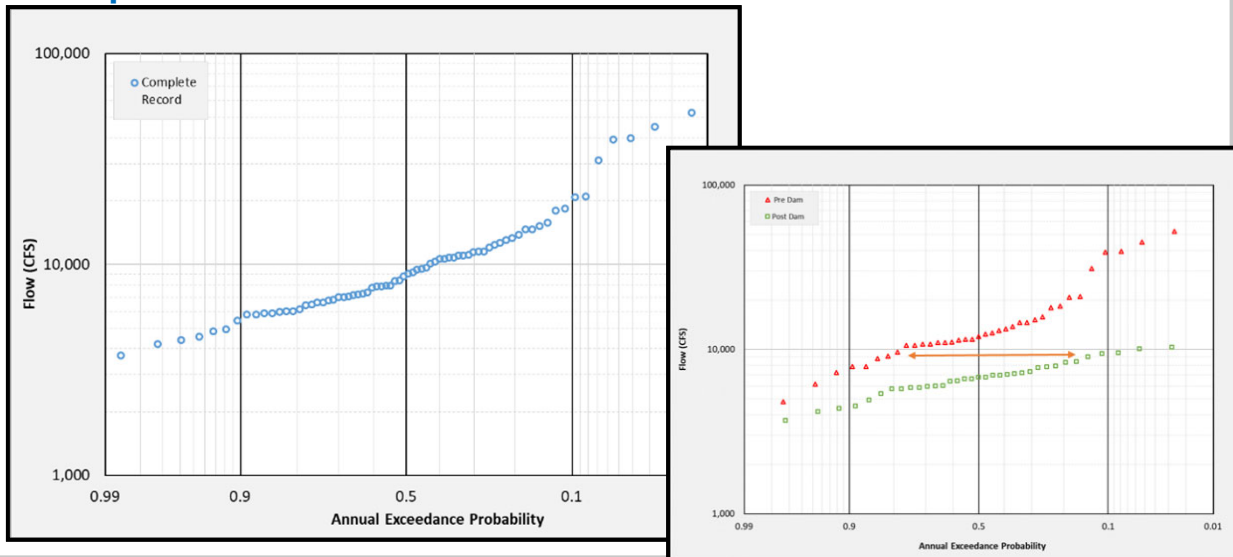 100,000
Complete
Record
10,000
Flow (CFS)
1,000
0.99
0.9
0.5
0.1
Annual Exceedance Probability
100,000
Pre Dam
Post Dam
10,000
Flow (CFS)
1,000
0.99
0.9
0.5
0.1
0.01
Annual Exceedance Probability